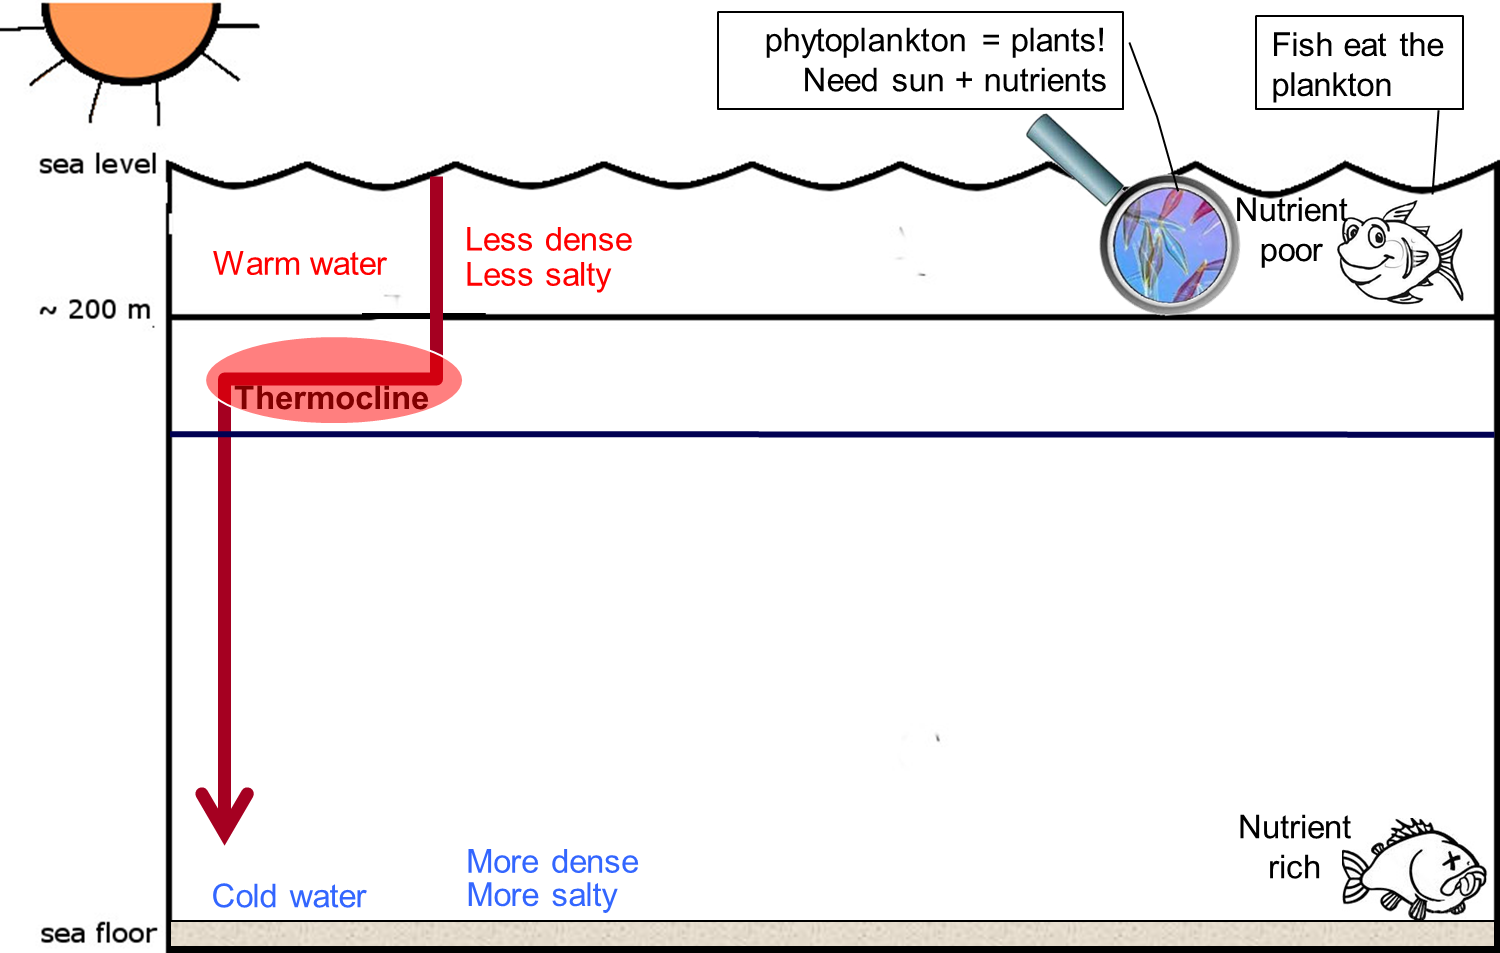 phytoplankton = plants!
Need sun + nutrients
Fish eat the
plankton
sea level
Nutrient
poor
Less dense
Less salty
Warm water
~ 200 m
Thermocline
Nutrient
rich
More dense
More salty
Cold water
sea floor